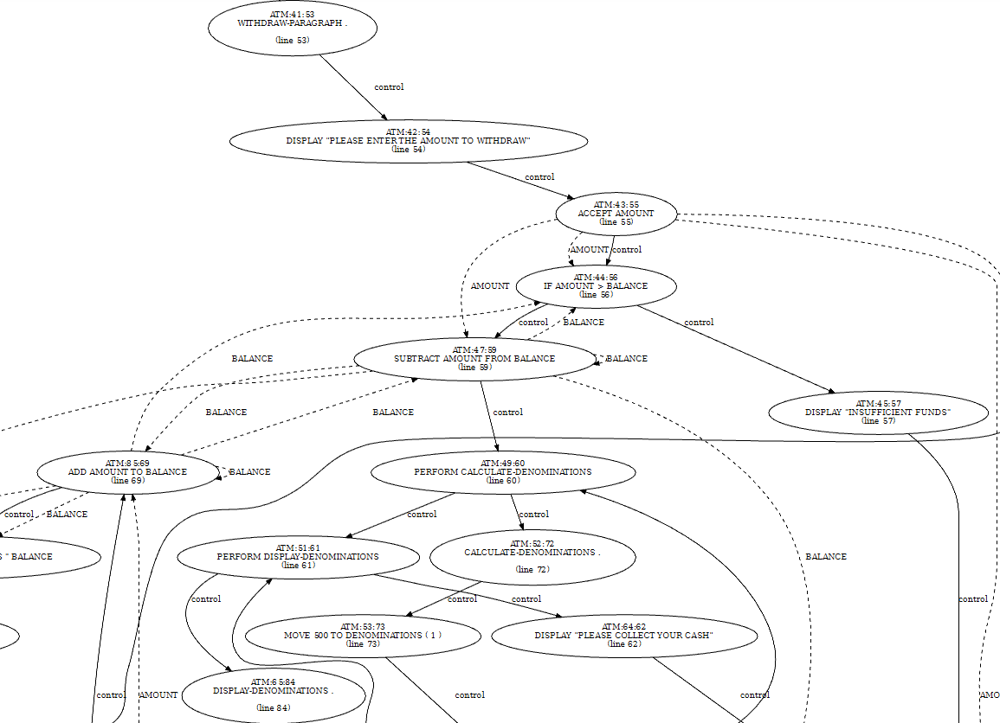 ATM:41:53
WITHDRAW-PARAGRAPH .
(line 53)
control
ATM:42:54
DISPLAY "PLEASE ENTER THE AMOUNT TO WITHDRAW"
(line 54)
control
ATM:43:55
ACCEPT AMOUNT
(line 55)
AMOUNT
control
AMOUNT
ATM:44:56
IF AMOUNT > BALANCE
(line 56)
control
BALANCE
control
BALANCE
ATM:47:59
SUBTRACT AMOUNT FROM BALANCE
(line 59)
BALANCE
BALANCE
BALANCE
control
ATM:45:57
DISPLAY "INSUFFICIENT FUNDS"
(line 57)
ATM:85:69
ADD AMOUNT TO BALANCE
(line 69)
BALANCE
ATM:49:60
PERFORM CALCULATE-DENOMINATIONS
(line 60)
control
BALANCE
control
control
S " BALANCE
ATM:51:61
PERFORM DISPLAY-DENOMINATIONS
(line 61)
ATM:52:72
CALCULATE-DENOMINATIONS .
(line 72)
BALANCE
control
control
control
control
ATM:53:73
MOVE 500 TO DENOMINATIONS ( 1 )
(line 73)
ATM:64:62
DISPLAY "PLEASE COLLECT YOUR CASH"
(line 62)
ATM:65:84
DISPLAY-DENOMINATIONS .
(line 84)
control
AMOUNT
control
control
AMO